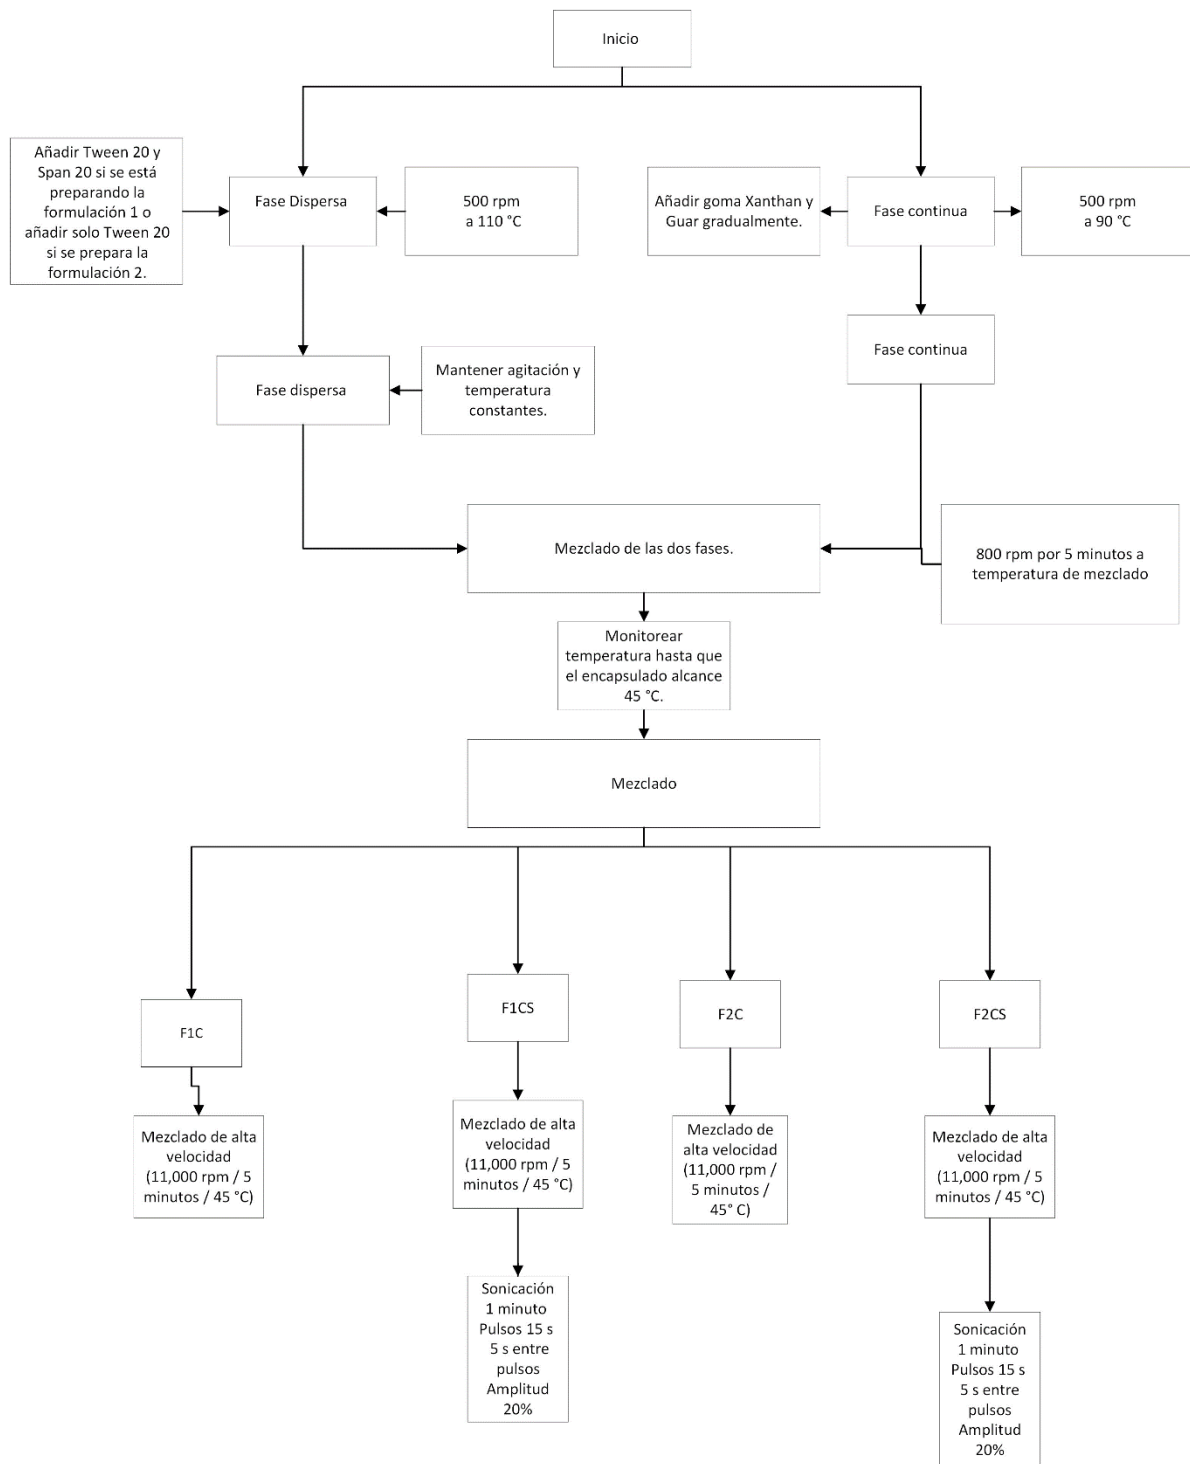 Inicio
Añadir Tween 20 y
Span 20 si se está
preparando la
formulación 1 o
añadir solo Tween 20
si se prepara la
formulación 2.
Fase Dispersa
500 rpm
a 110 °C
Añadir goma Xanthan y
Guar gradualmente.
Fase continua
500 rpm
a 90 °C
Fase dispersa
Mantener agitación y
temperatura
constantes.
Fase continua
Mezclado de las dos fases.
800 rpm por 5 minutos a
temperatura de mezclado
Monitorear
temperatura hasta que
el encapsulado alcance
45 °C.
Mezclado
F1C
F1CS
F2C
F2CS
Mezclado de alta
velocidad
(11,000 rpm / 5
minutos / 45 °C)
Mezclado de alta
velocidad
(11,000 rpm / 5
minutos / 45 °C)
Mezclado de
alta velocidad
(11,000 rpm /
5 minutos /
45° C)
Mezclado de alta
velocidad
(11,000 rpm / 5
minutos / 45 °C)
Sonicación
1 minuto
Pulsos 15 s
5 s entre
pulsos
Amplitud
20%
Sonicación
1 minuto
Pulsos 15 s
5 s entre
pulsos
Amplitud
20%